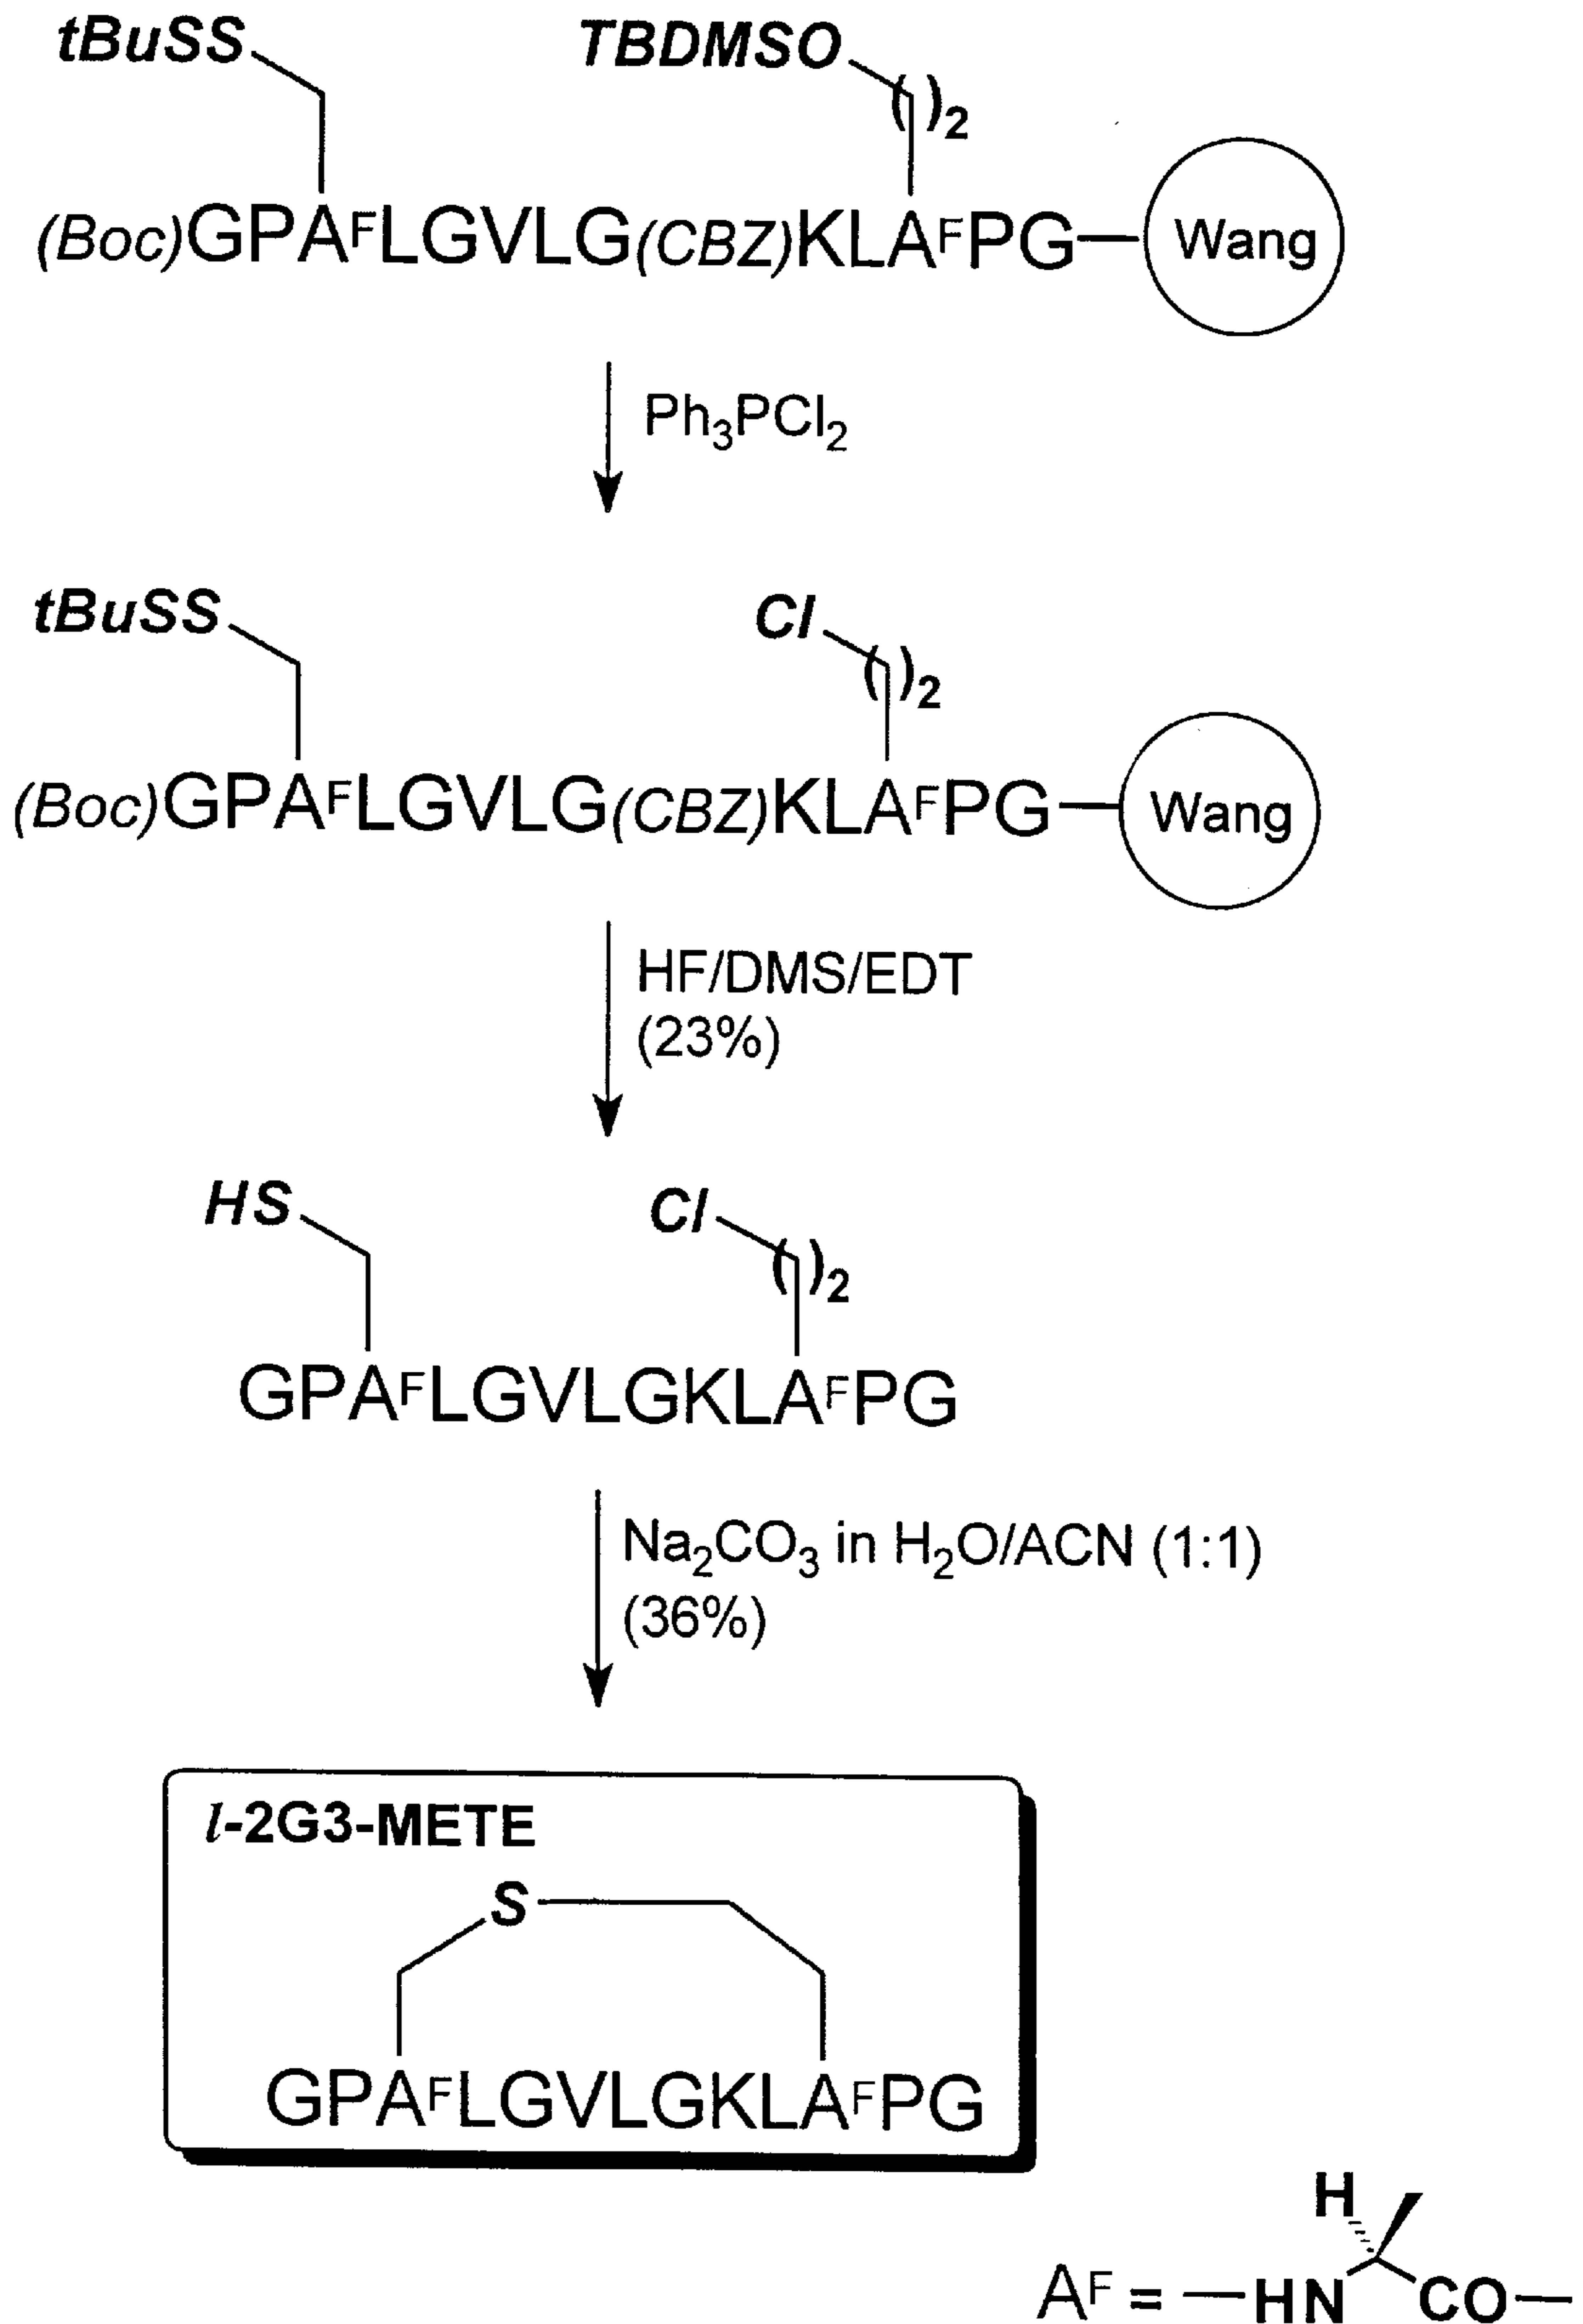 tBuSS TBDMSO
( )2
(Boc)GPAFLGVLG(CBZ)KLAFPG—Wang
Ph3PCl2
tBuSS Cl
( )2
(Boc)GPAFLGVLG(CBZ)KLAFPG—Wang
HF/DMS/EDT
(23%)
HS Cl
( )2
GPAFLGVLGKLAFPG
Na2CO3 in H2O/ACN (1:1)
(36%)
l-2G3-METE
S
GPAFLGVLGKLAFPG
H
AF = —HN CO—